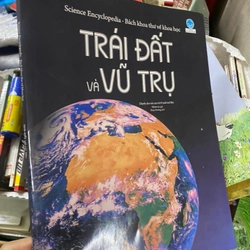 Science Encyclopedia - Bách khoa thư về khoa học
TRÁI ĐẤT
VÀ VŨ TRỤ